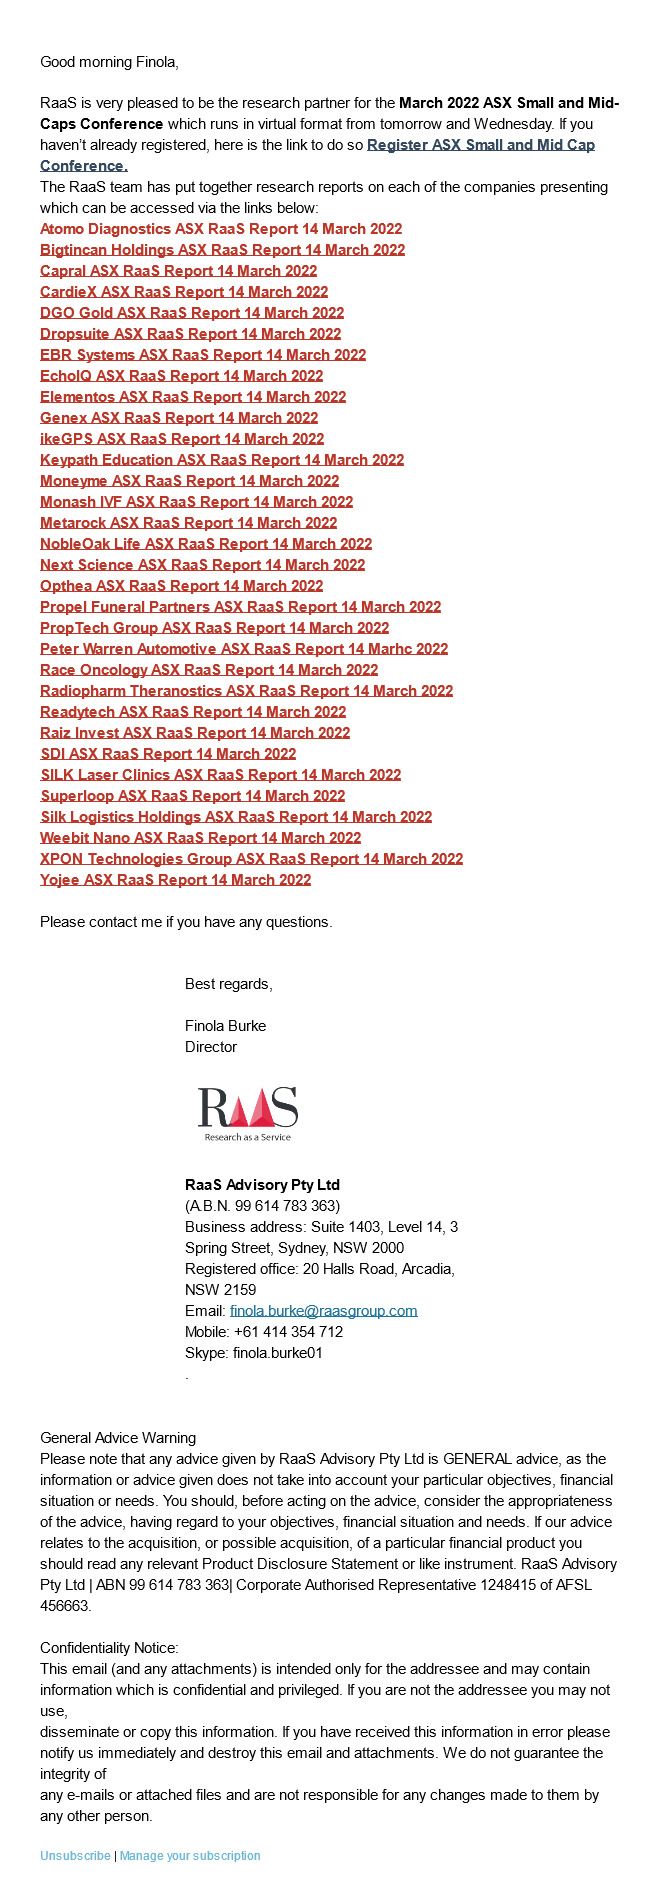 Good morning Finola,
RaaS is very pleased to be the research partner for the March 2022 ASX Small and Mid-
Caps Conference which runs in virtual format from tomorrow and Wednesday. If you
haven't already registered, here is the link to do so Register ASX Small and Mid Cap
Conference.
The RaaS team has put together research reports on each of the companies presenting
which can be accessed via the links below:
Atomo Diagnostics ASX RaaS Report 14 March 2022
Bigtincan Holdings ASX RaaS Report 14 March 2022
Capral ASX RaaS Report 14 March 2022
CardieX ASX RaaS Report 14 March 2022
DGO Gold ASX RaaS Report 14 March 2022
Dropsuite ASX RaaS Report 14 March 2022
EBR Systems ASX RaaS Report 14 March 2022
EchoIQ ASX RaaS Report 14 March 2022
Elementos ASX RaaS Report 14 March 2022
Genex ASX RaaS Report 14 March 2022
ikeGPS ASX RaaS Report 14 March 2022
Keypath Education ASX RaaS Report 14 March 2022
Moneyme ASX RaaS Report 14 March 2022
Monash IVF ASX RaaS Report 14 March 2022
Metarock ASX RaaS Report 14 March 2022
NobleOak Life ASX RaaS Report 14 March 2022
Next Science ASX RaaS Report 14 March 2022
Opthea ASX RaaS Report 14 March 2022
Propel Funeral Partners ASX RaaS Report 14 March 2022
PropTech Group ASX RaaS Report 14 March 2022
Peter Warren Automotive ASX RaaS Report 14 Marhc 2022
Race Oncology ASX RaaS Report 14 March 2022
Radiopharm Theranostics ASX RaaS Report 14 March 2022
Readytech ASX RaaS Report 14 March 2022
Raiz Invest ASX RaaS Report 14 March 2022
SDI ASX RaaS Report 14 March 2022
SILK Laser Clinics ASX RaaS Report 14 March 2022
Superloop ASX RaaS Report 14 March 2022
Silk Logistics Holdings ASX RaaS Report 14 March 2022
Weebit Nano ASX RaaS Report 14 March 2022
XPON Technologies Group ASX RaaS Report 14 March 2022
Yojee ASX RaaS Report 14 March 2022
Please contact me if you have any questions.
Best regards,
Finola Burke
Director
RAAS
Research as a Service
RaaS Advisory Pty Ltd
(A.B.N. 99 614 783 363)
Business address: Suite 1403, Level 14, 3
Spring Street, Sydney, NSW 2000
Registered office: 20 Halls Road, Arcadia,
NSW 2159
Email: finola.burke@raasgroup.com
Mobile: +61 414 354 712
Skype: finola.burke01
.
General Advice Warning
Please note that any advice given by RaaS Advisory Pty Ltd is GENERAL advice, as the
information or advice given does not take into account your particular objectives, financial
situation or needs. You should, before acting on the advice, consider the appropriateness
of the advice, having regard to your objectives, financial situation and needs. If our advice
relates to the acquisition, or possible acquisition, of a particular financial product you
should read any relevant Product Disclosure Statement or like instrument. RaaS Advisory
Pty Ltd | ABN 99 614 783 363| Corporate Authorised Representative 1248415 of AFSL
456663.
Confidentiality Notice:
This email (and any attachments) is intended only for the addressee and may contain
information which is confidential and privileged. If you are not the addressee you may not
use,
disseminate or copy this information. If you have received this information in error please
notify us immediately and destroy this email and attachments. We do not guarantee the
integrity of
any e-mails or attached files and are not responsible for any changes made to them by
any other person.
Unsubscribe | Manage your subscription